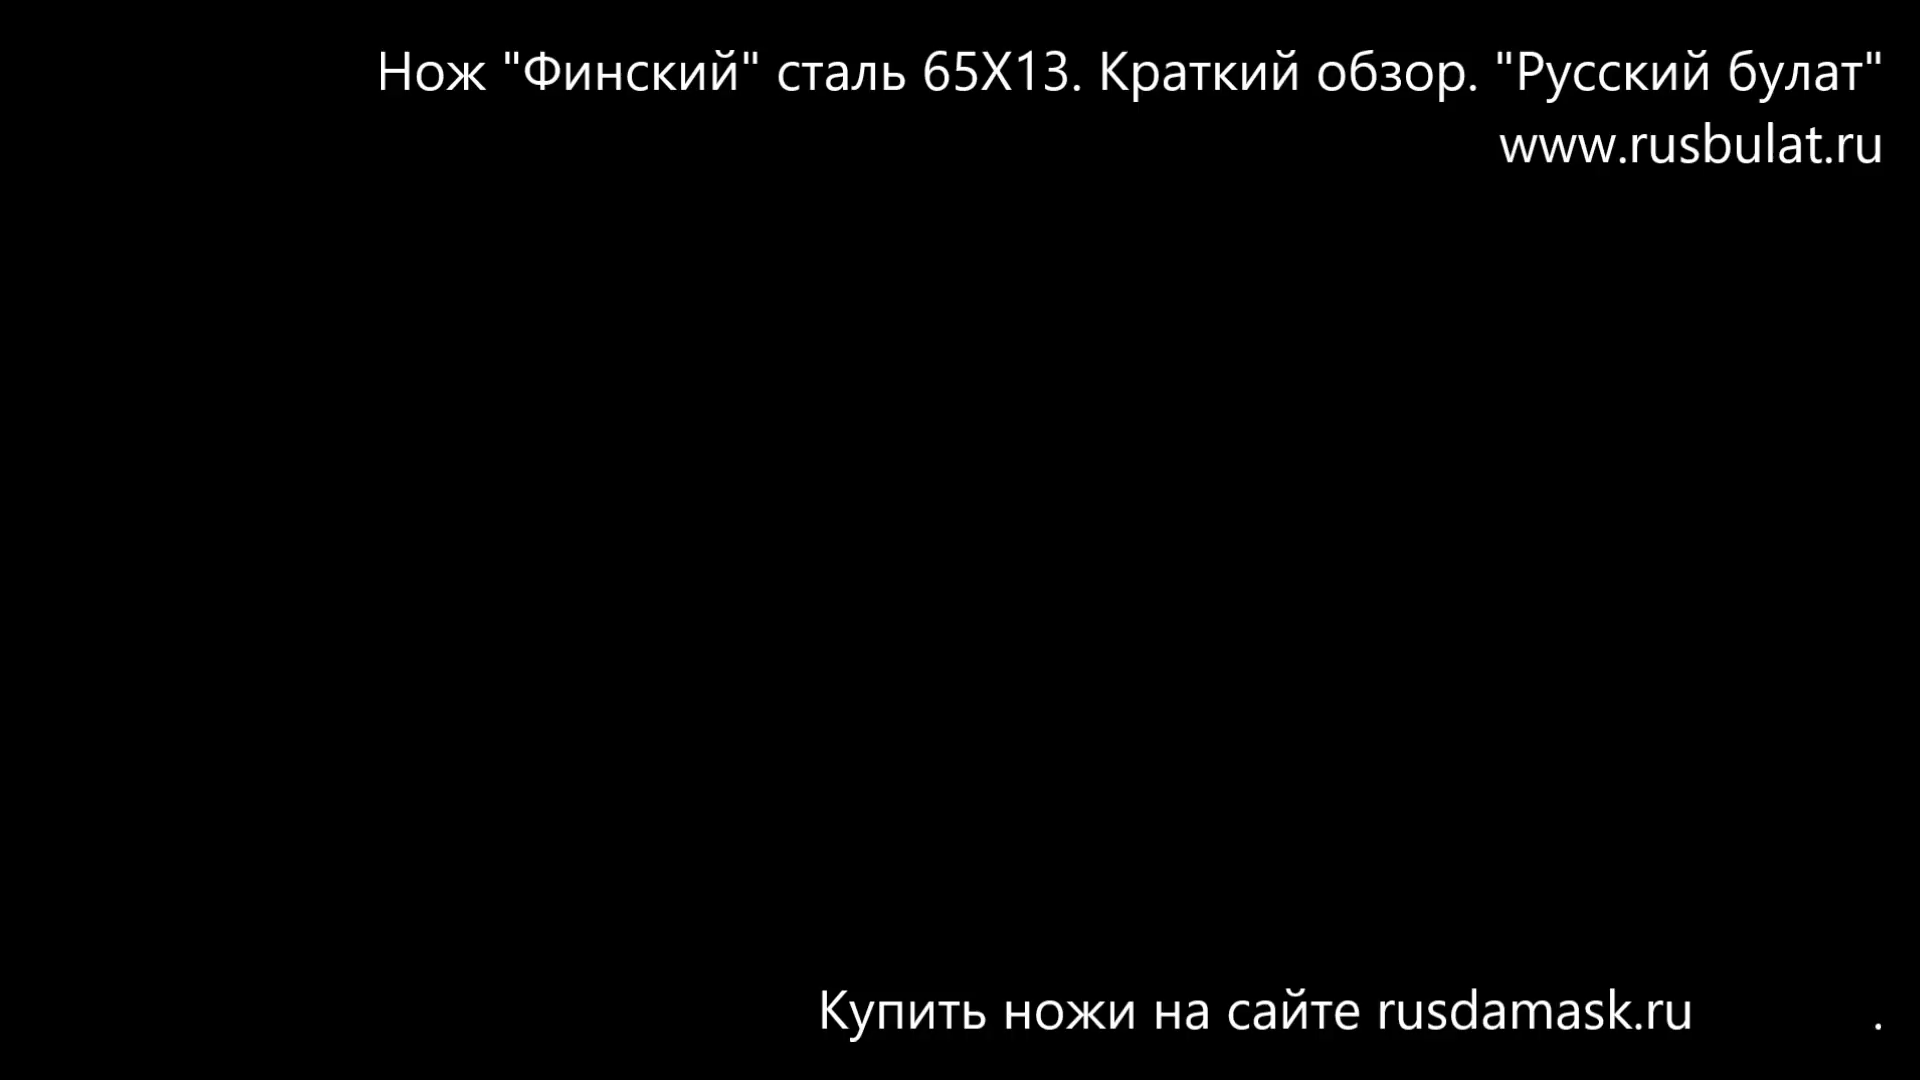 Нож "Финский" сталь 65Х13. Краткий обзор. "Русский булат"
www.rusbulat.ru
Купить ножи на сайте rusdamask.ru .